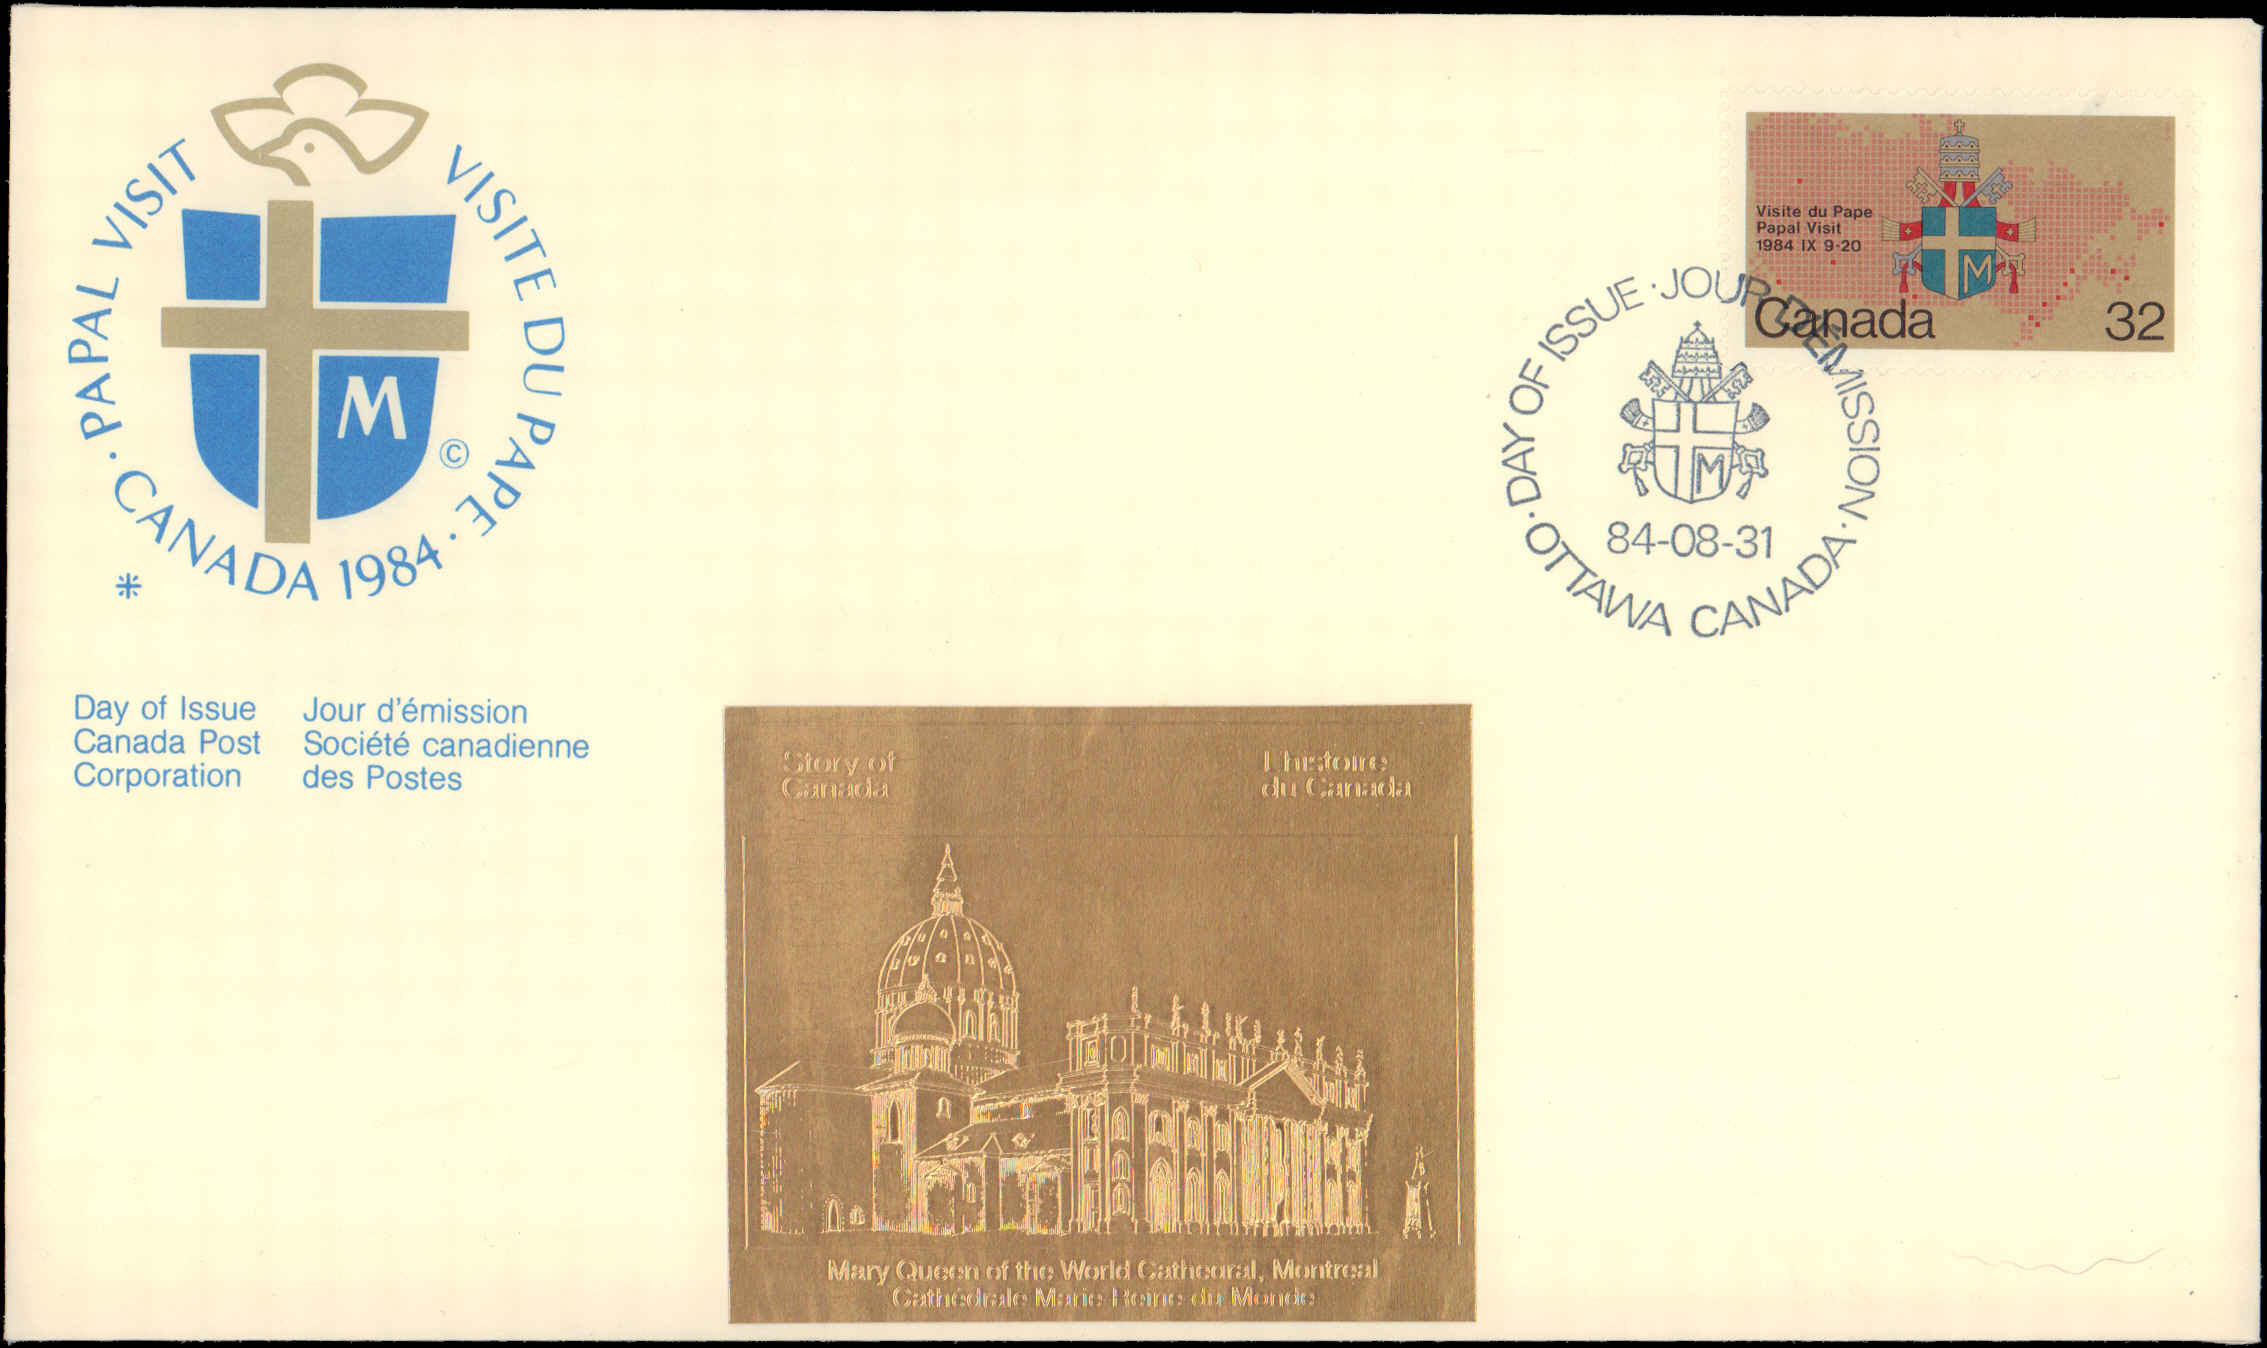 PAPAL VISIT
VISITE DU PAPE
· CANADA 1984 ·
M
©
*
Day of Issue
Canada Post
Corporation
Jour d'émission
Société canadienne
des Postes
Visite du Pape
Papal Visit
1984 IX 9-20
M
Canada
32
· DAY OF ISSUE · JOUR D'ÉMISSION ·
M
84-08-31
OTTAWA CANADA
Story of
Canada
L'histoire
du Canada
Mary Queen of the World Cathedral, Montreal
Cathédrale Marie Reine du Monde